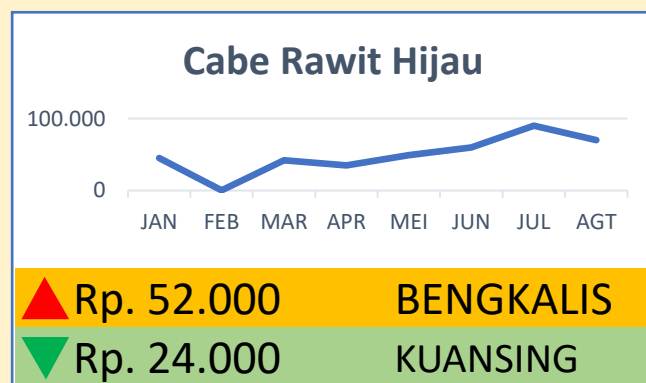 Cabe Rawit Hijau
100.000
0
JAN FEB MAR APR MEI JUN JUL AGT
Rp. 52.000 BENGKALIS
Rp. 24.000 KUANSING